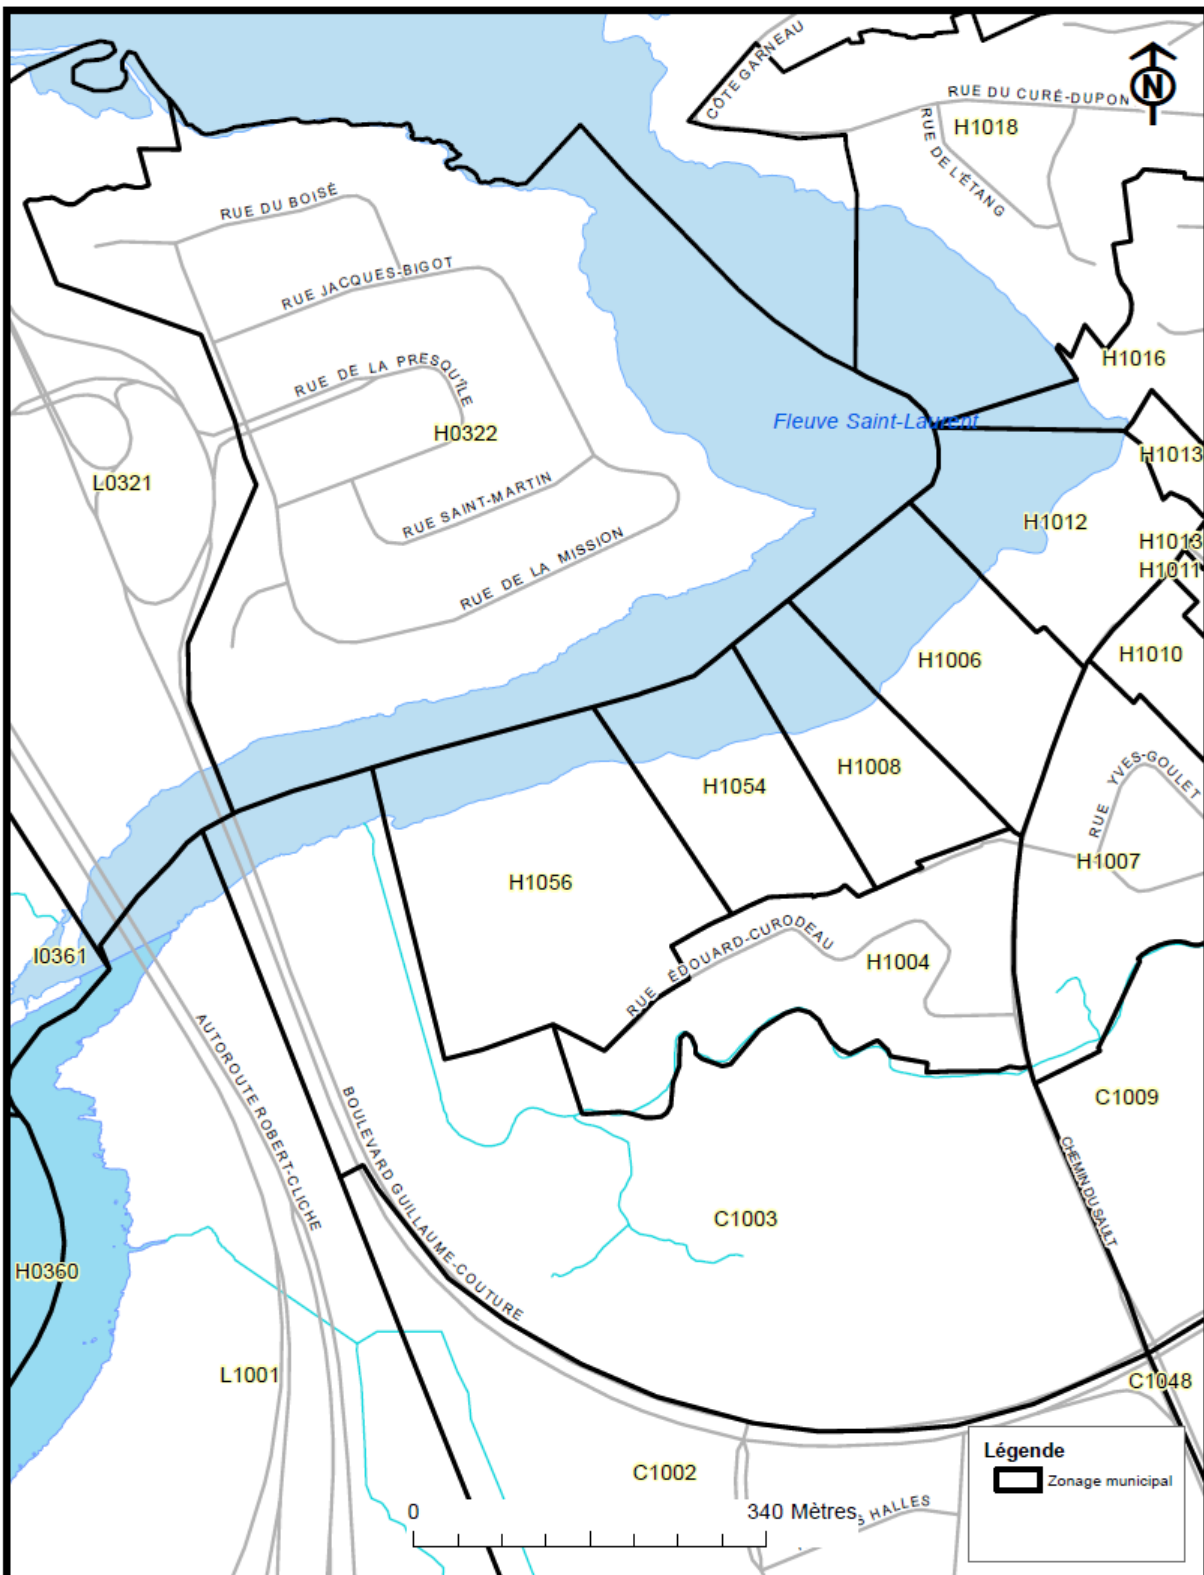 CÔTE GARNEAU
N
RUE DU CURÉ-DUPON
H1018
RUE DE L'ÉTANG
RUE DU BOISÉ
RUE JACQUES-BIGOT
H1016
RUE DE LA PRESQU'ÎLE
Fleuve Saint-Laurent
H0322
H1013
L0321
RUE SAINT-MARTIN
H1012
H1013
RUE DE LA MISSION
H1011
H1006
H1010
H1008
H1054
RUE YVES-GOULET
H1056
H1007
RUE ÉDOUARD-CURODEAU
I0361
H1004
AUTOROUTE ROBERT-CLICHE
BOULEVARD GUILLAUME-COUTURE
C1009
CHEMIN DU SAULT
C1003
H0360
L1001
C1048
C1002
Légende
Zonage municipal
0 340 Mètres
S HALLES